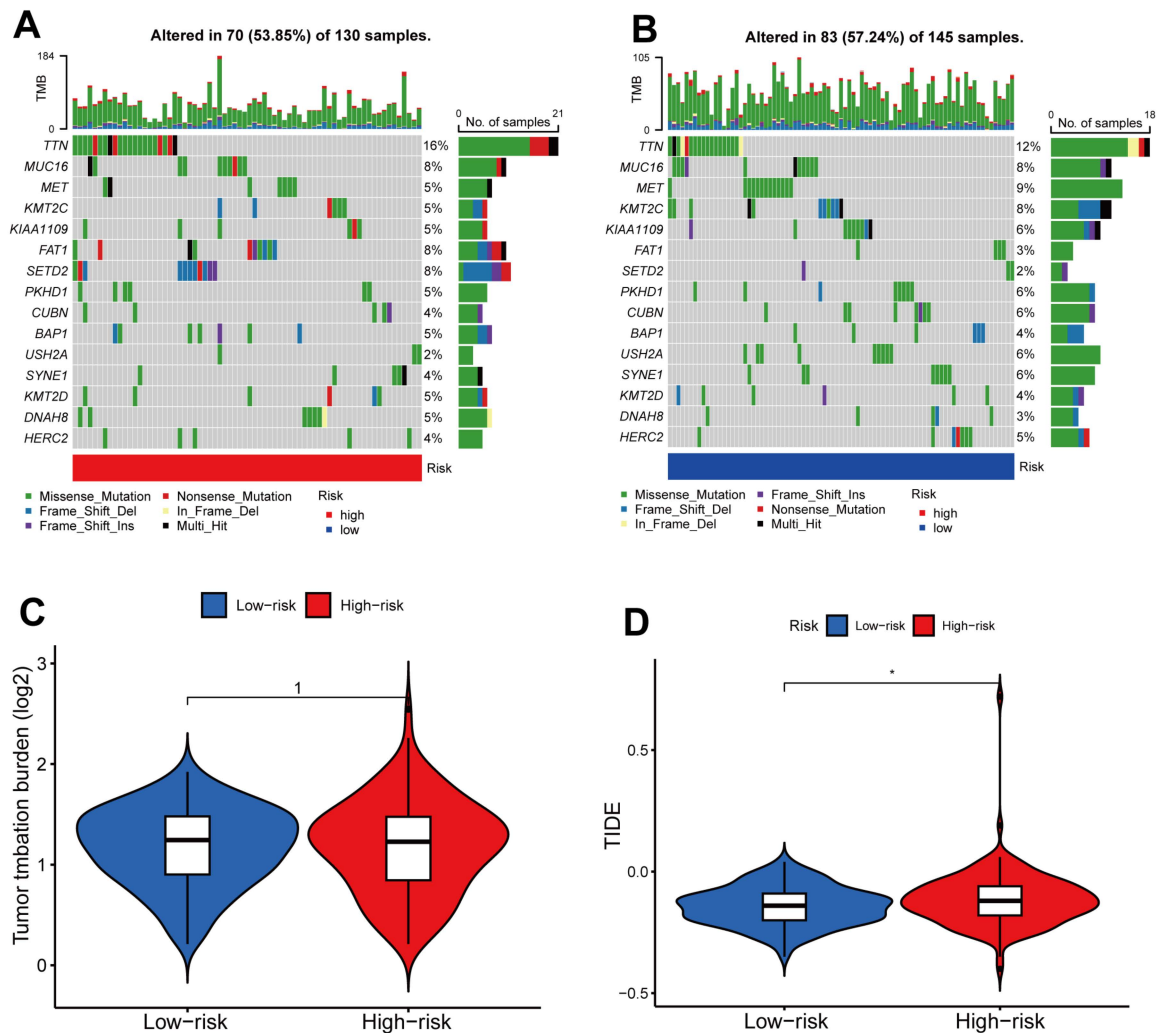 A
Altered in 70 (53.85%) of 130 samples.
184
TMB
0
0 No. of samples 21
TTN 16%
MUC16 8%
MET 5%
KMT2C 5%
KIAA1109 5%
FAT1 8%
SETD2 8%
PKHD1 5%
CUBN 4%
BAP1 5%
USH2A 2%
SYNE1 4%
KMT2D 5%
DNAH8 5%
HERC2 4%
Risk
Missense_Mutation Nonsense_Mutation Risk
Frame_Shift_Del In_Frame_Del high
Frame_Shift_Ins Multi_Hit low
B
Altered in 83 (57.24%) of 145 samples.
105
TMB
0
0 No. of samples 18
TTN 12%
MUC16 8%
MET 9%
KMT2C 8%
KIAA1109 6%
FAT1 3%
SETD2 2%
PKHD1 6%
CUBN 6%
BAP1 4%
USH2A 6%
SYNE1 6%
KMT2D 4%
DNAH8 3%
HERC2 5%
Risk
Missense_Mutation Frame_Shift_Ins Risk
Frame_Shift_Del Nonsense_Mutation high
In_Frame_Del Multi_Hit low
C
Low−risk High−risk
Tumor tmbation burden (log2)
3
2
1
0
1
Low−risk High−risk
D
Risk Low−risk High−risk
TIDE
0.5
0.0
−0.5
*
Low−risk High−risk